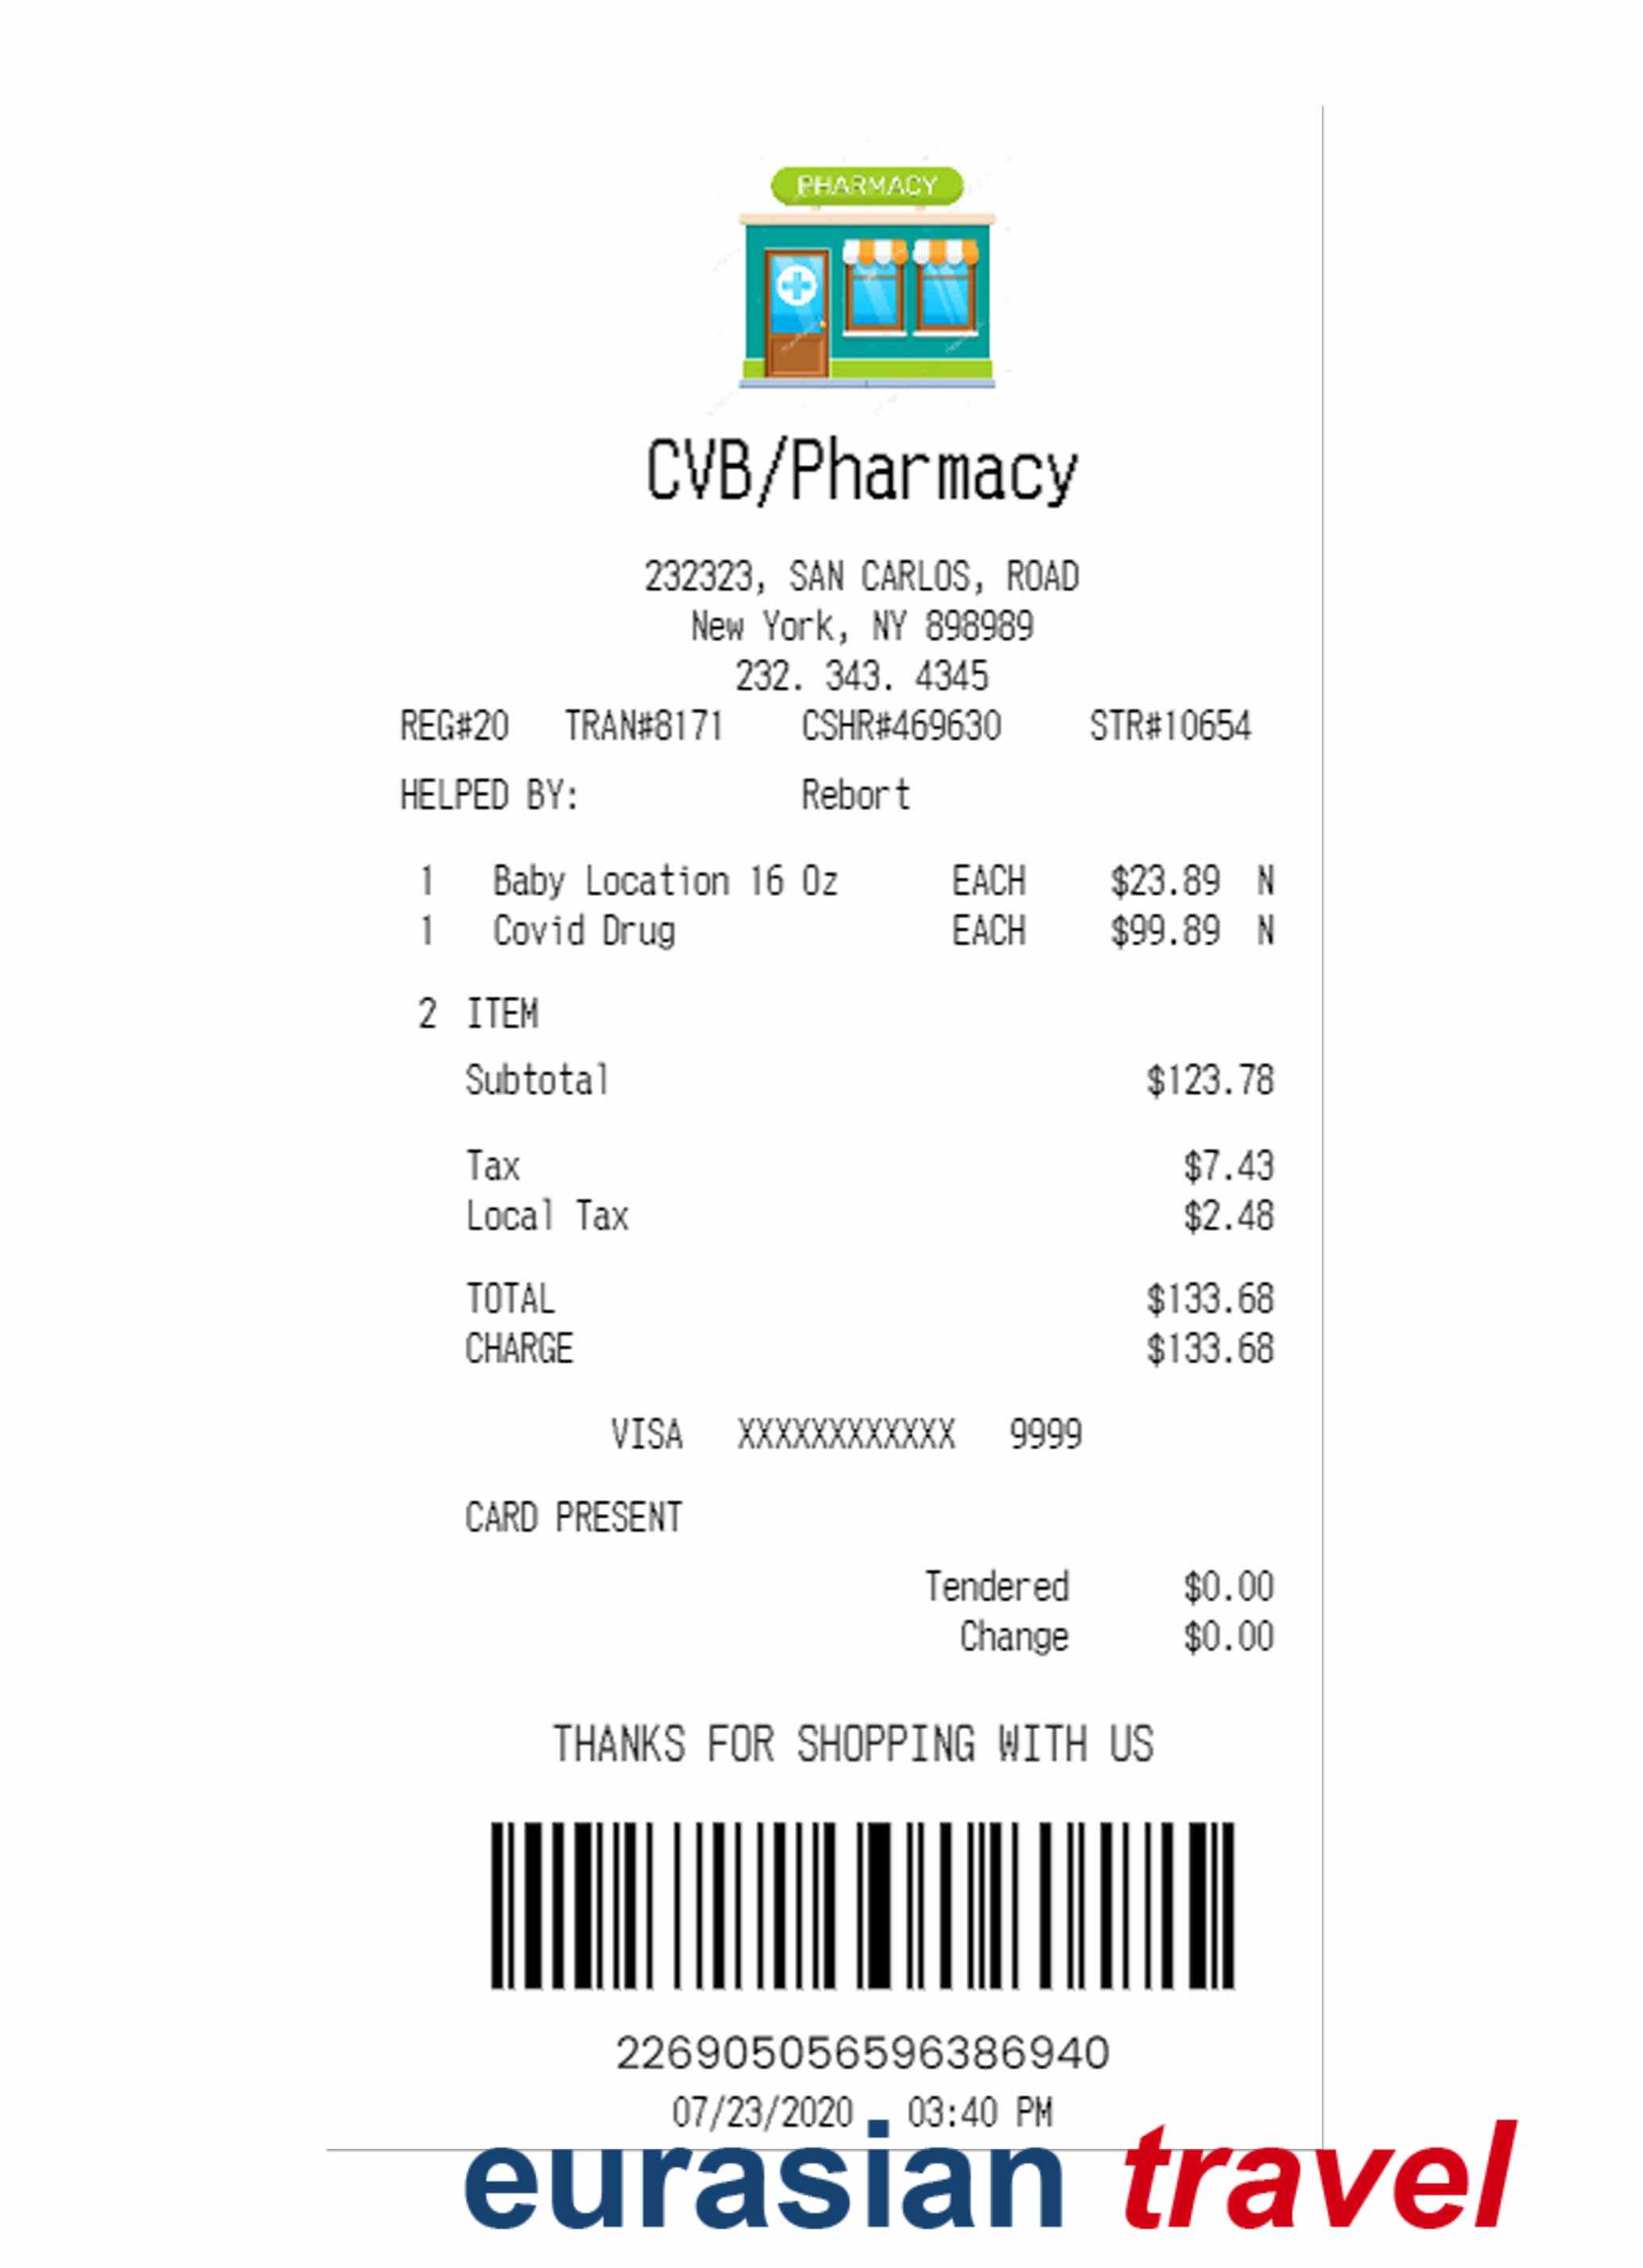 PHARMACY
CVB/Pharmacy
232323, SAN CARLOS, ROAD
New York, NY 898989
232. 343. 4345
REG#20 TRAN#8171 CSHR#469630 STR#10654
HELPED BY: Rebort
1 Baby Location 16 Oz EACH $23.89 N
1 Covid Drug EACH $99.89 N
2 ITEM
Subtotal $123.78
Tax $7.43
Local Tax $2.48
TOTAL $133.68
CHARGE $133.68
VISA XXXXXXXXXXXX 9999
CARD PRESENT
Tendered $0.00
Change $0.00
THANKS FOR SHOPPING WITH US
226905056596386940
07/23/2020 03:40 PM
eurasian travel